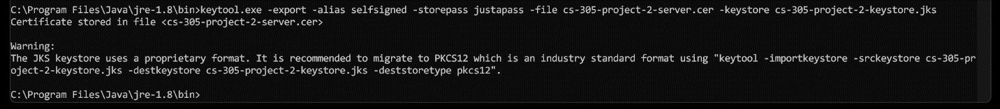 C:\Program Files\Java\jre-1.8\bin>keytool.exe -export -alias selfsigned -storepass justapass -file cs-305-project-2-server.cer -keystore cs-305-project-2-keystore.jks
Certificate stored in file <cs-305-project-2-server.cer>
Warning:
The JKS keystore uses a proprietary format. It is recommended to migrate to PKCS12 which is an industry standard format using "keytool -importkeystore -srckeystore cs-305-pr
oject-2-keystore.jks -destkeystore cs-305-project-2-keystore.jks -deststoretype pkcs12".
C:\Program Files\Java\jre-1.8\bin>